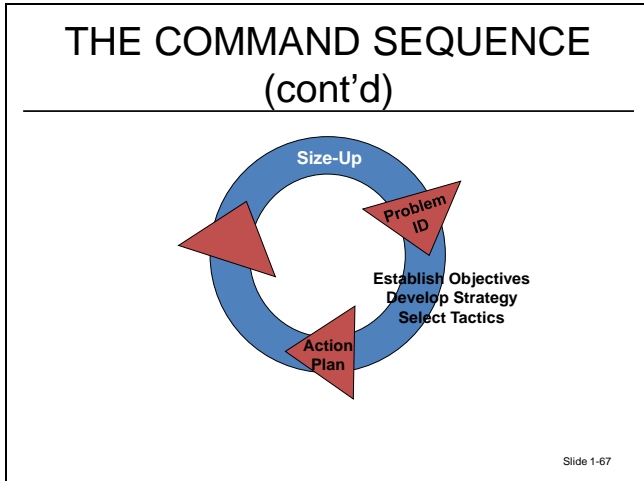 THE COMMAND SEQUENCE
(cont'd)
Size-Up
Problem
ID
Establish Objectives
Develop Strategy
Select Tactics
Action
Plan
Slide 1-67